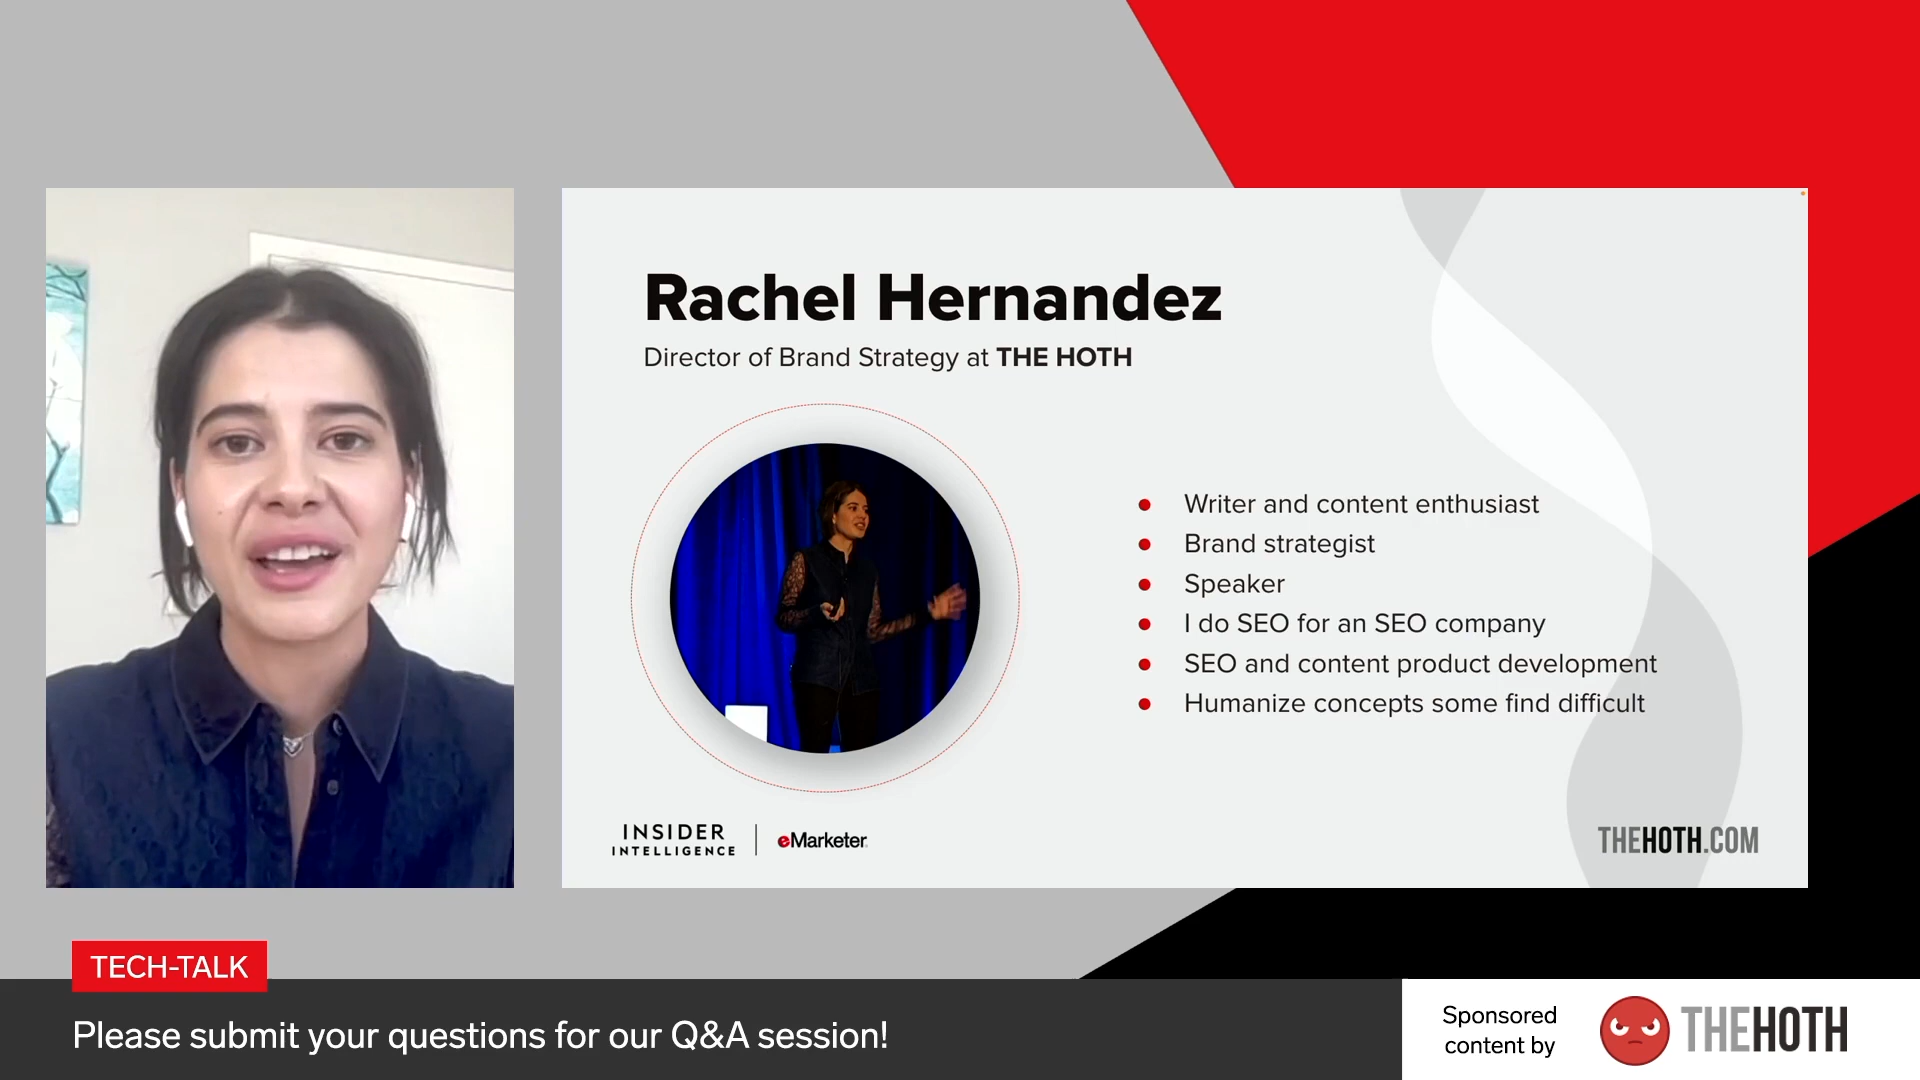 Rachel Hernandez
Director of Brand Strategy at THE HOTH
Writer and content enthusiast
Brand strategist
Speaker
I do SEO for an SEO company
SEO and content product development
Humanize concepts some find difficult
INSIDER
INTELLIGENCE
eMarketer
THEHOTH.COM
TECH-TALK
Please submit your questions for our Q&A session!
Sponsored
content by
THEHOTH